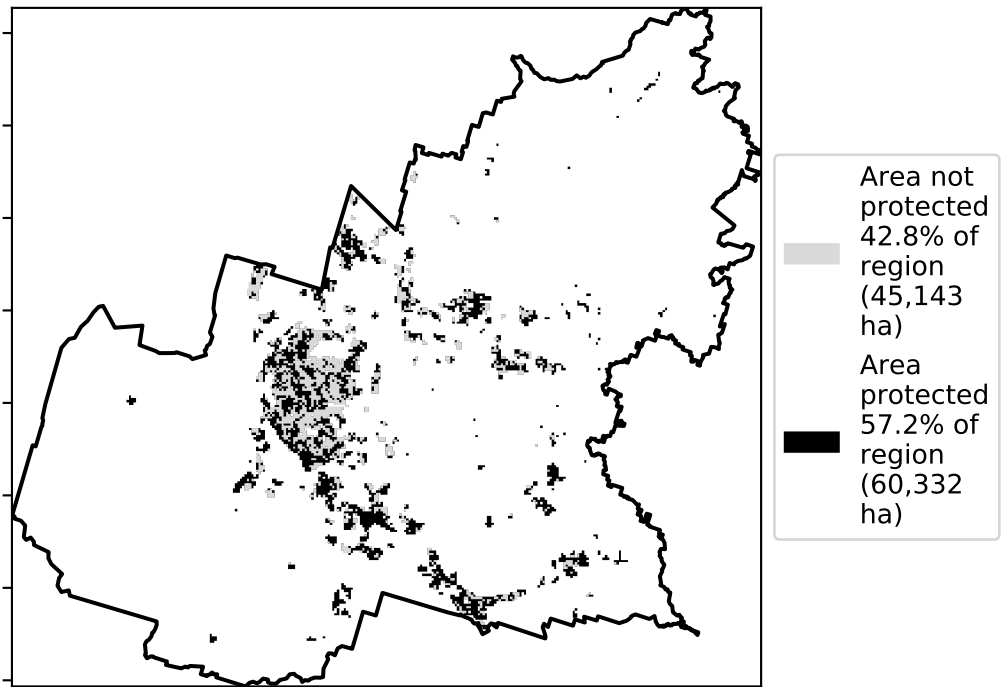 Area not
protected
42.8% of
region
(45,143
ha)
Area
protected
57.2% of
region
(60,332
ha)